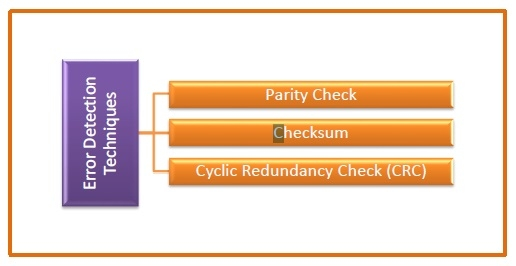 Error Detection
Techniques
Parity Check
Checksum
Cyclic Redundancy Check (CRC)